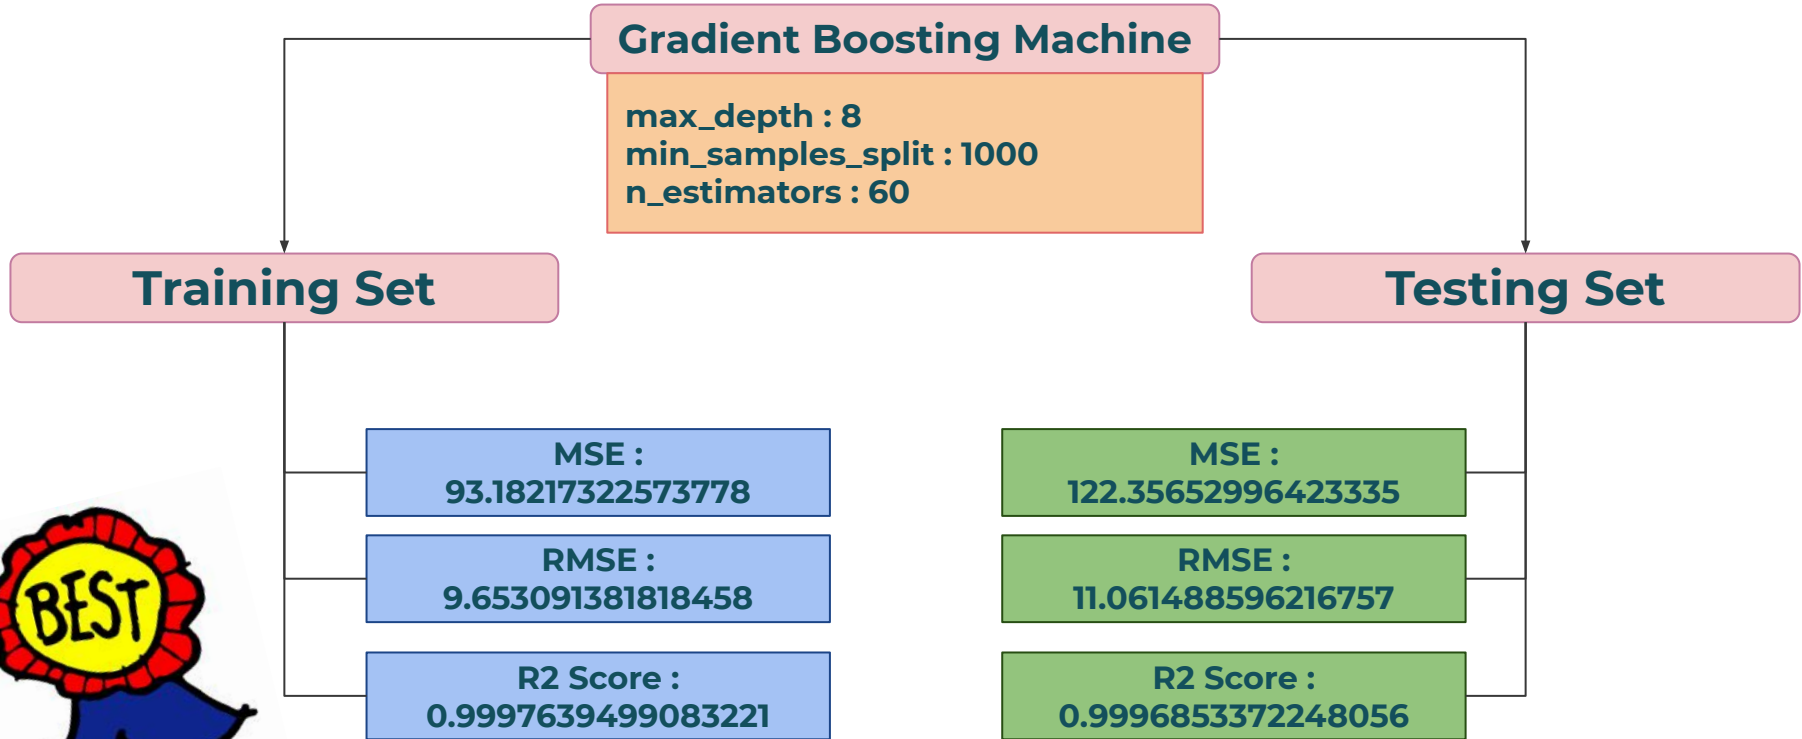 Gradient Boosting Machine
max_depth : 8
min_samples_split : 1000
n_estimators : 60
Training Set
Testing Set
MSE :
93.18217322573778
MSE :
122.35652996423335
RMSE :
9.653091381818458
RMSE :
11.061488596216757
R2 Score :
0.9997639499083221
R2 Score :
0.9996853372248056
BEST